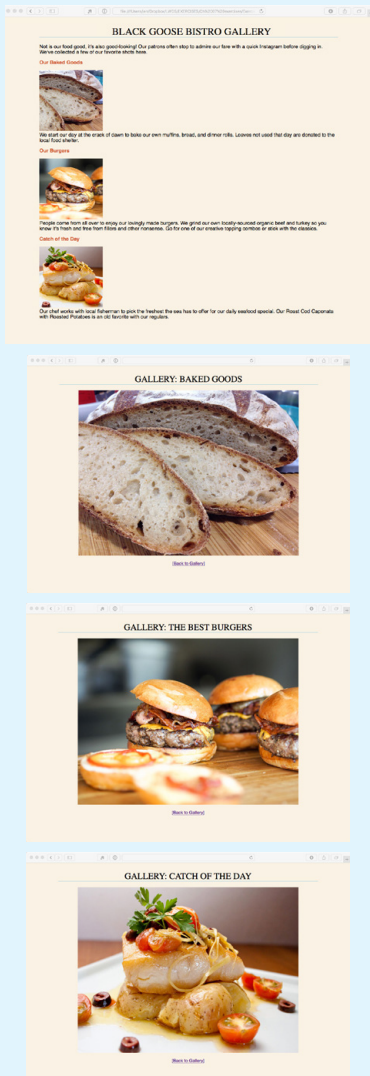 BLACK GOOSE BISTRO GALLERY
Not is our food good, it's also good-looking! Our patrons often stop to admire our fare with a quick Instagram before digging in.
We've collected a few of our favorite shots here.
Our Baked Goods
We start our day at the crack of dawn to bake our own muffins, bread, and dinner rolls. Loaves not used that day are donated to the
local food shelter.
Our Burgers
People come from all over to enjoy our lovingly made burgers. We grind our own locally-sourced organic beef and turkey so you
know it's fresh and free from fillers and other nonsense. Go for one of our creative topping combos or stick with the classics.
Catch of the Day
Our chef works with local fisherman to pick the freshest the sea has to offer for our daily seafood special. Our Roast Cod Caponata
with Roasted Potatoes is an old favorite with our regulars.
GALLERY: BAKED GOODS
[Back to Gallery]
GALLERY: THE BEST BURGERS
[Back to Gallery]
GALLERY: CATCH OF THE DAY
[Back to Gallery]